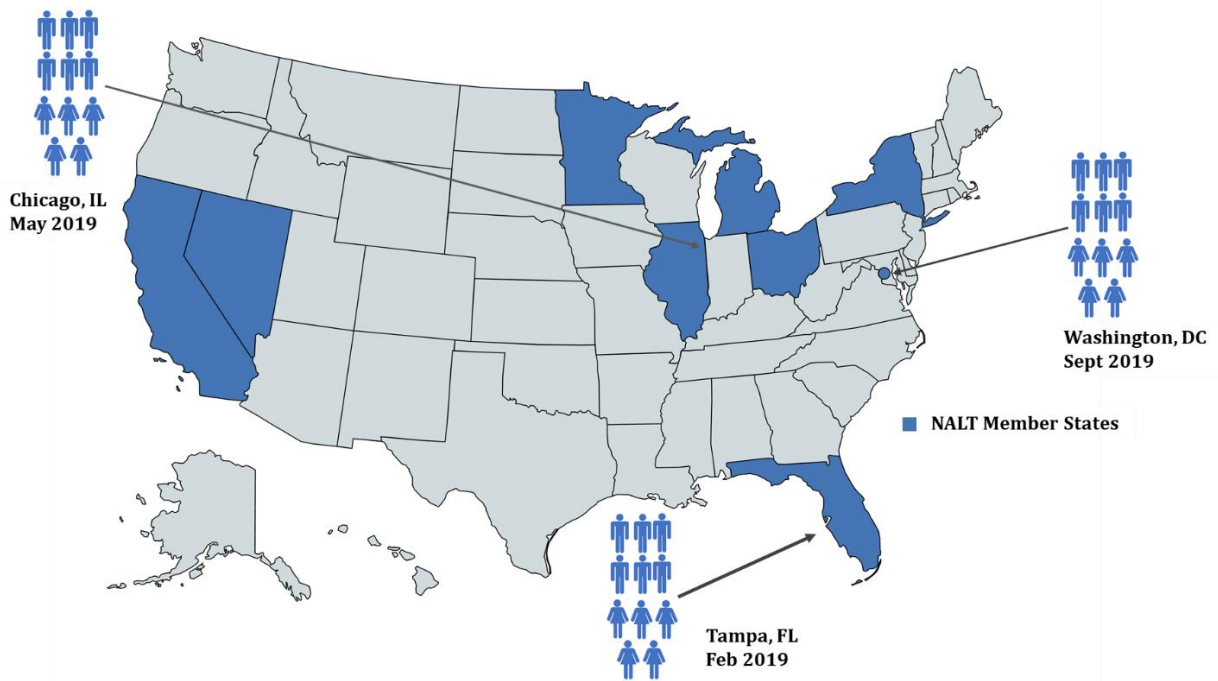 Chicago, IL
May 2019
Washington, DC
Sept 2019
NALT Member States
Tampa, FL
Feb 2019